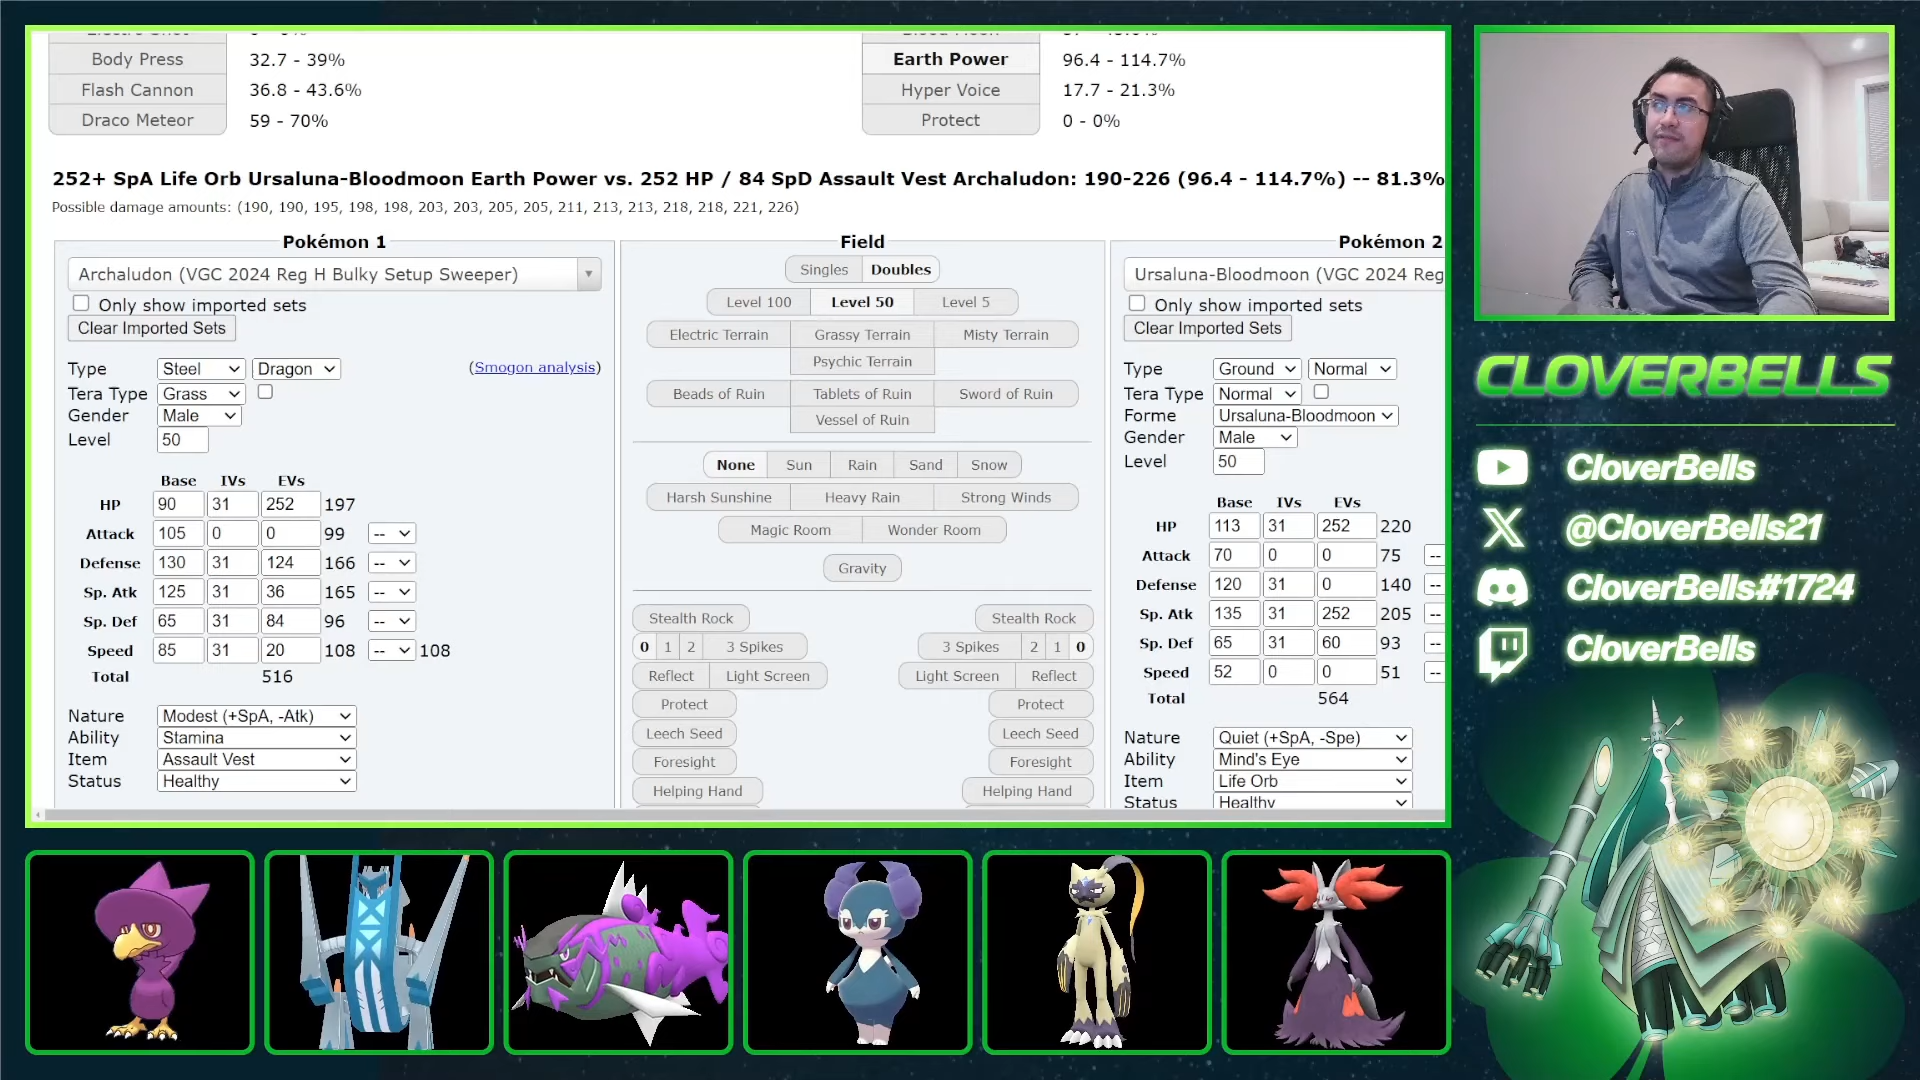 Body Press 32.7 - 39%
Flash Cannon 36.8 - 43.6%
Draco Meteor 59 - 70%
Earth Power 96.4 - 114.7%
Hyper Voice 17.7 - 21.3%
Protect 0 - 0%
252+ SpA Life Orb Ursaluna-Bloodmoon Earth Power vs. 252 HP / 84 SpD Assault Vest Archaludon: 190-226 (96.4 - 114.7%) -- 81.3%
Possible damage amounts: (190, 190, 195, 198, 198, 203, 203, 205, 205, 211, 213, 213, 218, 218, 221, 226)
Pokémon 1
Archaludon (VGC 2024 Reg H Bulky Setup Sweeper)
Only show imported sets
Clear Imported Sets
Type Steel Dragon (Smogon analysis)
Tera Type Grass
Gender Male
Level 50
Base IVs EVs
HP 90 31 252 197
Attack 105 0 0 99 --
Defense 130 31 124 166 --
Sp. Atk 125 31 36 165 --
Sp. Def 65 31 84 96 --
Speed 85 31 20 108 -- 108
Total 516
Nature Modest (+SpA, -Atk)
Ability Stamina
Item Assault Vest
Status Healthy
Field
Singles Doubles
Level 100 Level 50 Level 5
Electric Terrain Grassy Terrain Misty Terrain
Psychic Terrain
Beads of Ruin Tablets of Ruin Sword of Ruin
Vessel of Ruin
None Sun Rain Sand Snow
Harsh Sunshine Heavy Rain Strong Winds
Magic Room Wonder Room
Gravity
Stealth Rock Stealth Rock
0 1 2 3 Spikes 3 Spikes 2 1 0
Reflect Light Screen Light Screen Reflect
Protect Protect
Leech Seed Leech Seed
Foresight Foresight
Helping Hand Helping Hand
Pokémon 2
Ursaluna-Bloodmoon (VGC 2024 Reg
Only show imported sets
Clear Imported Sets
Type Ground Normal
Tera Type Normal
Forme Ursaluna-Bloodmoon
Gender Male
Level 50
Base IVs EVs
HP 113 31 252 220
Attack 70 0 0 75 --
Defense 120 31 0 140 --
Sp. Atk 135 31 252 205 --
Sp. Def 65 31 60 93 --
Speed 52 0 0 51 --
Total 564
Nature Quiet (+SpA, -Spe)
Ability Mind's Eye
Item Life Orb
Status Healthy
CLOVERBELLS
CloverBells
@CloverBells21
CloverBells#1724
CloverBells